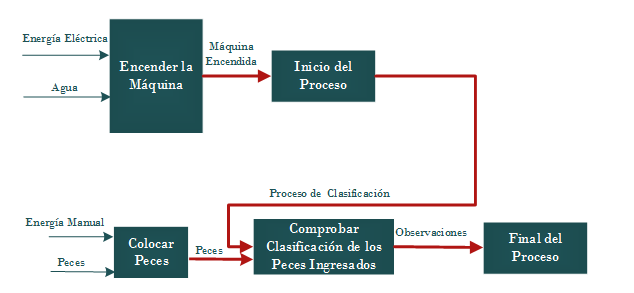 Energía Eléctrica
Agua
Encender la
Máquina
Máquina
Encendida
Inicio del
Proceso
Proceso de Clasificación
Energía Manual
Peces
Colocar
Peces
Peces
Comprobar
Clasificación de los
Peces Ingresados
Observaciones
Final del
Proceso